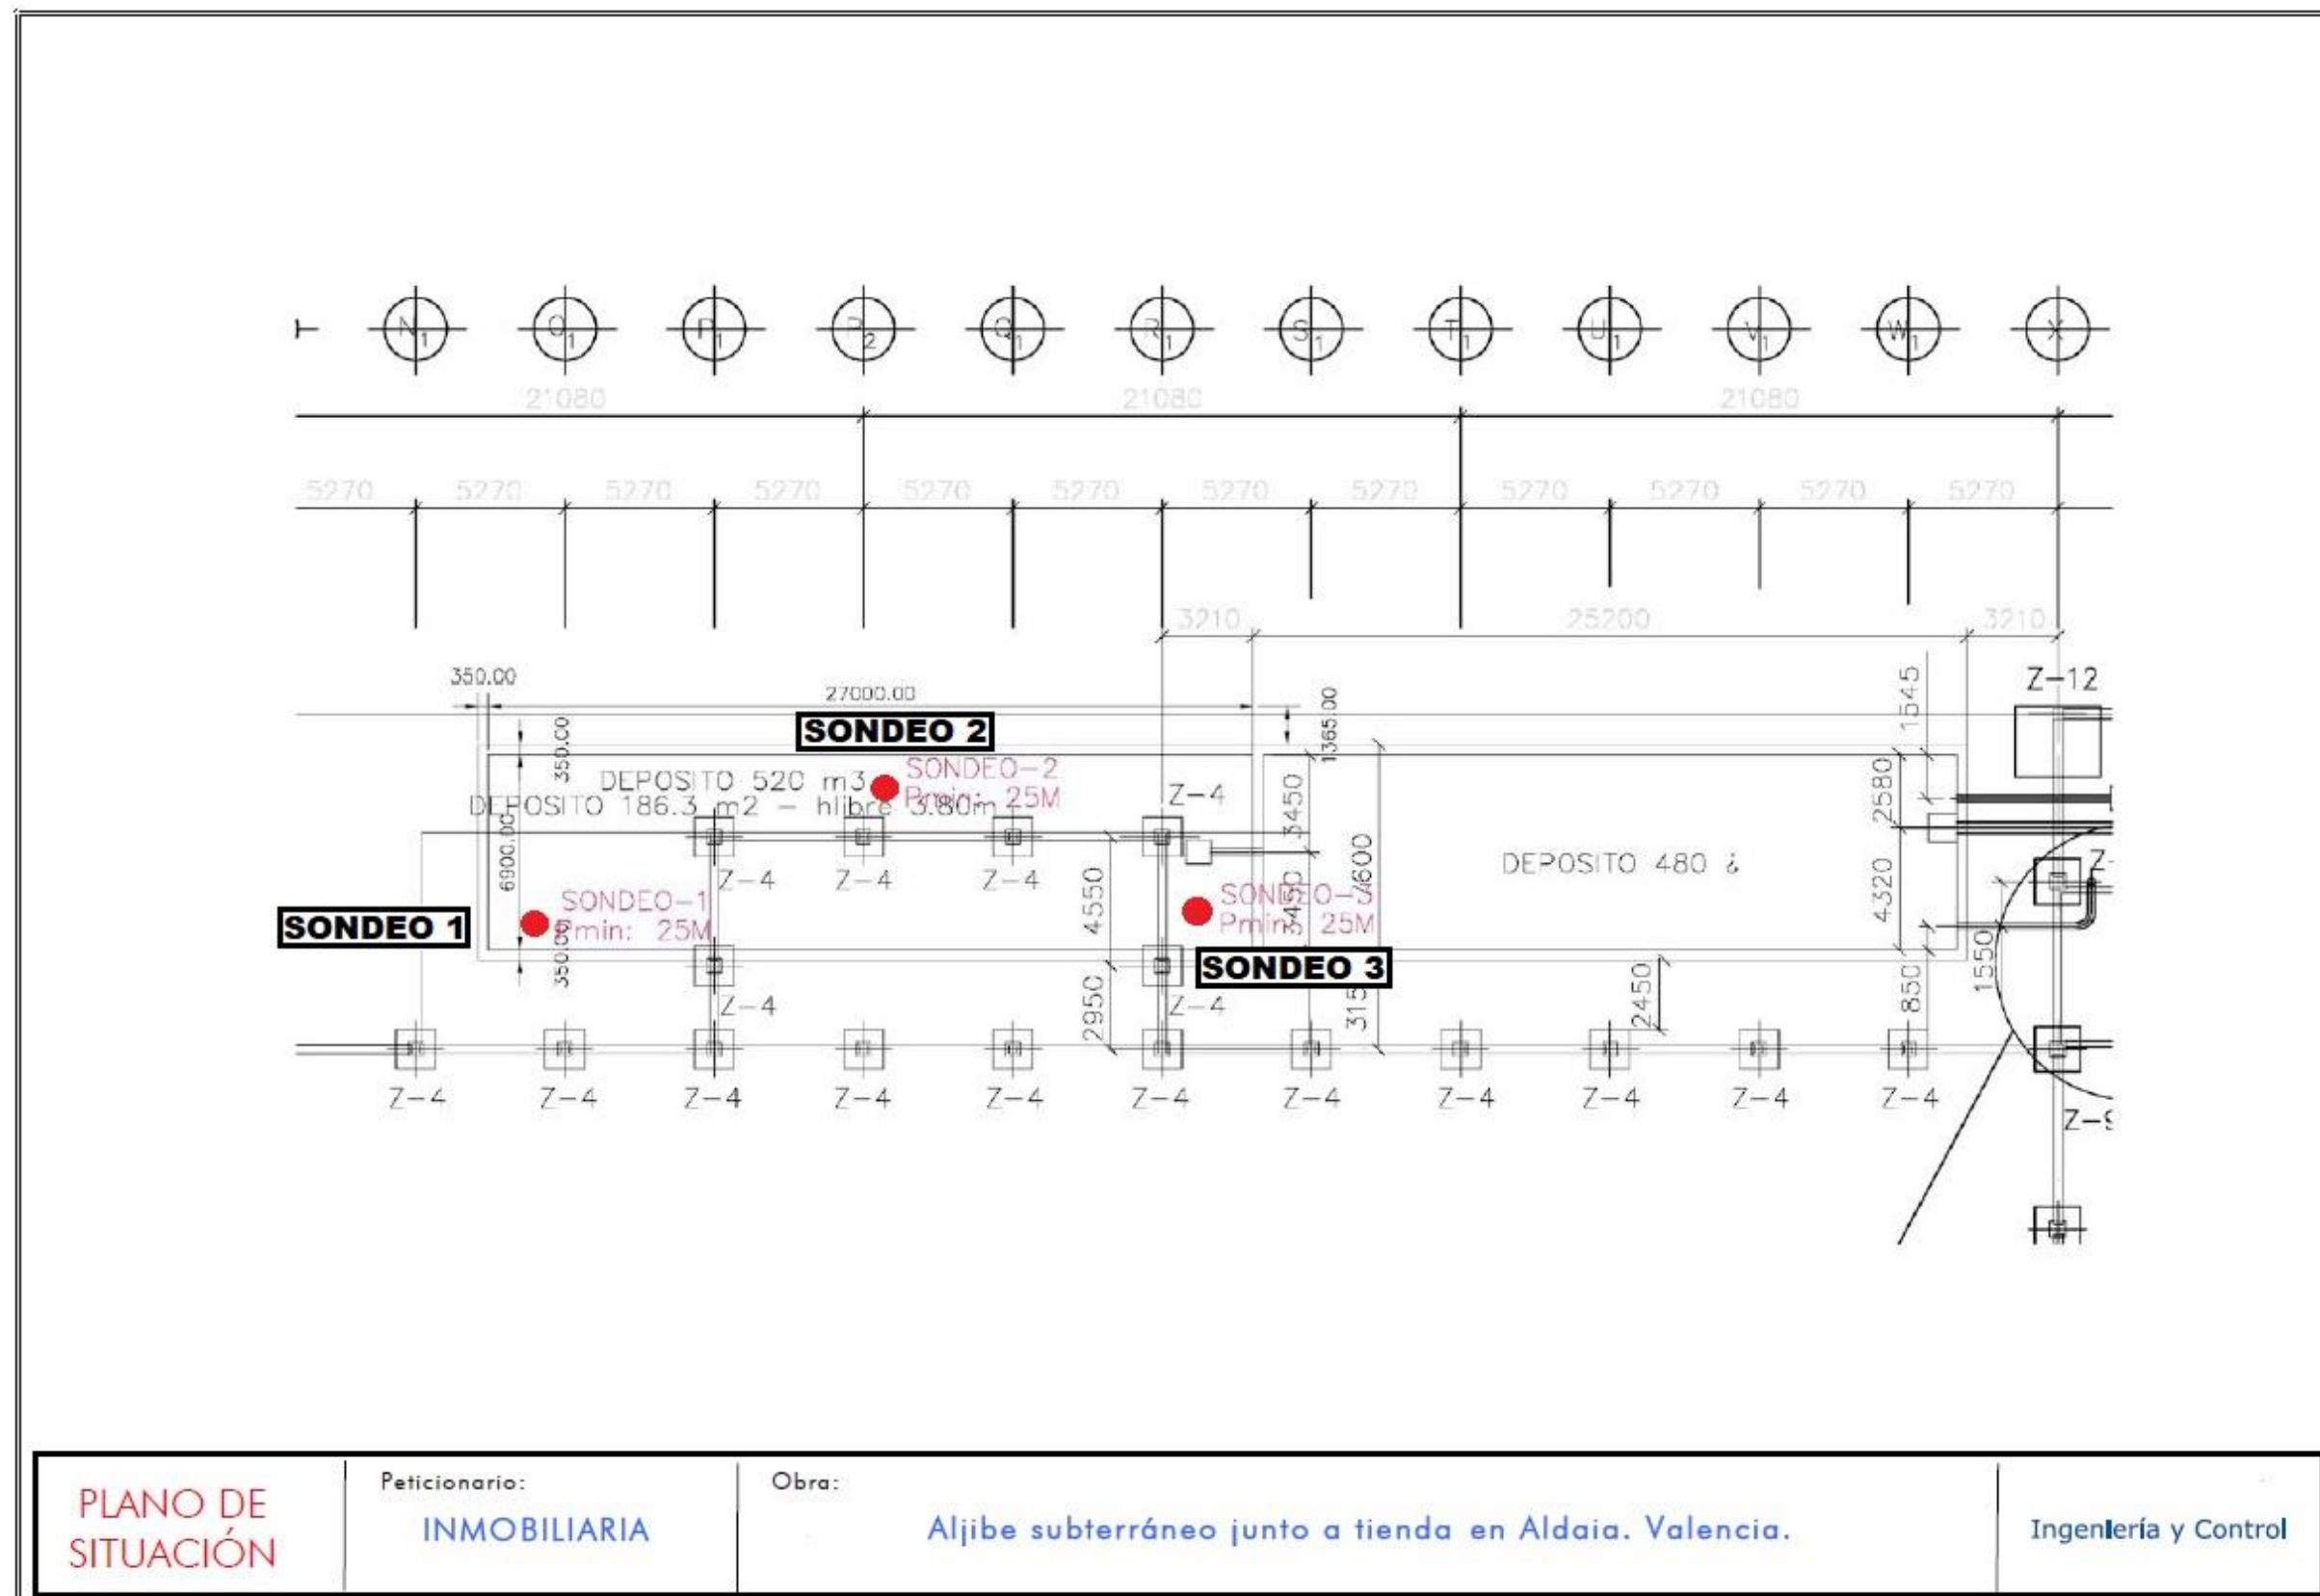 N1 O1 P1 P2 Q1 R1 S1 T1 U1 V1 W1 X
21080 21080 21080
5270 5270 5270 5270 5270 5270 5270 5270 5270 5270 5270 5270
3210 25200 3210
350.00
27000.00
1365.00
1545
Z-12
SONDEO 2
350.00
DEPOSITO 520 m3
SONDEO-2
Pmin: 25M
DEPOSITO 186.3 m2 - hlibre 3.80m
Z-4
3450
2580
6900.00
Z-4 Z-4 Z-4
4550
7600
DEPOSITO 480
4320
SONDEO 1
SONDEO-1
Pmin: 25M
SONDEO-3
Pmin: 25M
3450
350.00
SONDEO 3
Z-4 Z-4
2950
3150
2450
850
1550
Z-4 Z-4 Z-4 Z-4 Z-4 Z-4 Z-4 Z-4 Z-4 Z-4 Z-4
PLANO DE
SITUACIÓN
Peticionario:
INMOBILIARIA
Obra:
Aljibe subterráneo junto a tienda en Aldaia. Valencia.
Ingeniería y Control